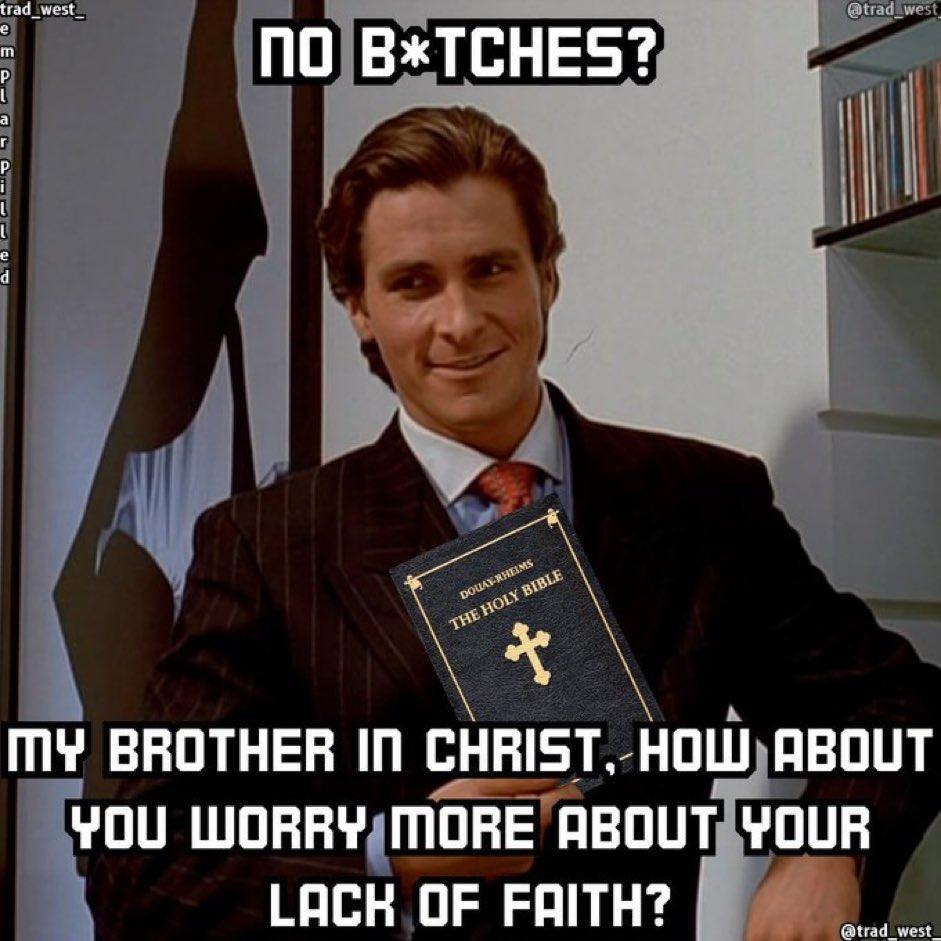 trad_west_
@trad_west_
emplarpilled
NO B*TCHES?
DOUAY-RHEIMS
THE HOLY BIBLE
MY BROTHER IN CHRIST, HOW ABOUT
YOU WORRY MORE ABOUT YOUR
LACK OF FAITH?
@trad_west_